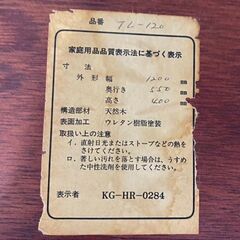 品番 TL-120
家庭用品品質表示法に基づく表示
寸法
外形 幅 1200
奥行き 550
高さ 400
構造部材 天然木
表面加工 ウレタン樹脂塗装
取扱い上の注意
イ．直射日光またはストーブなどの熱を
さけてください。
ロ．著しい汚れを落とす場合は、うすめ
た中性洗剤を使用してください。
表示者 KG-HR-0284